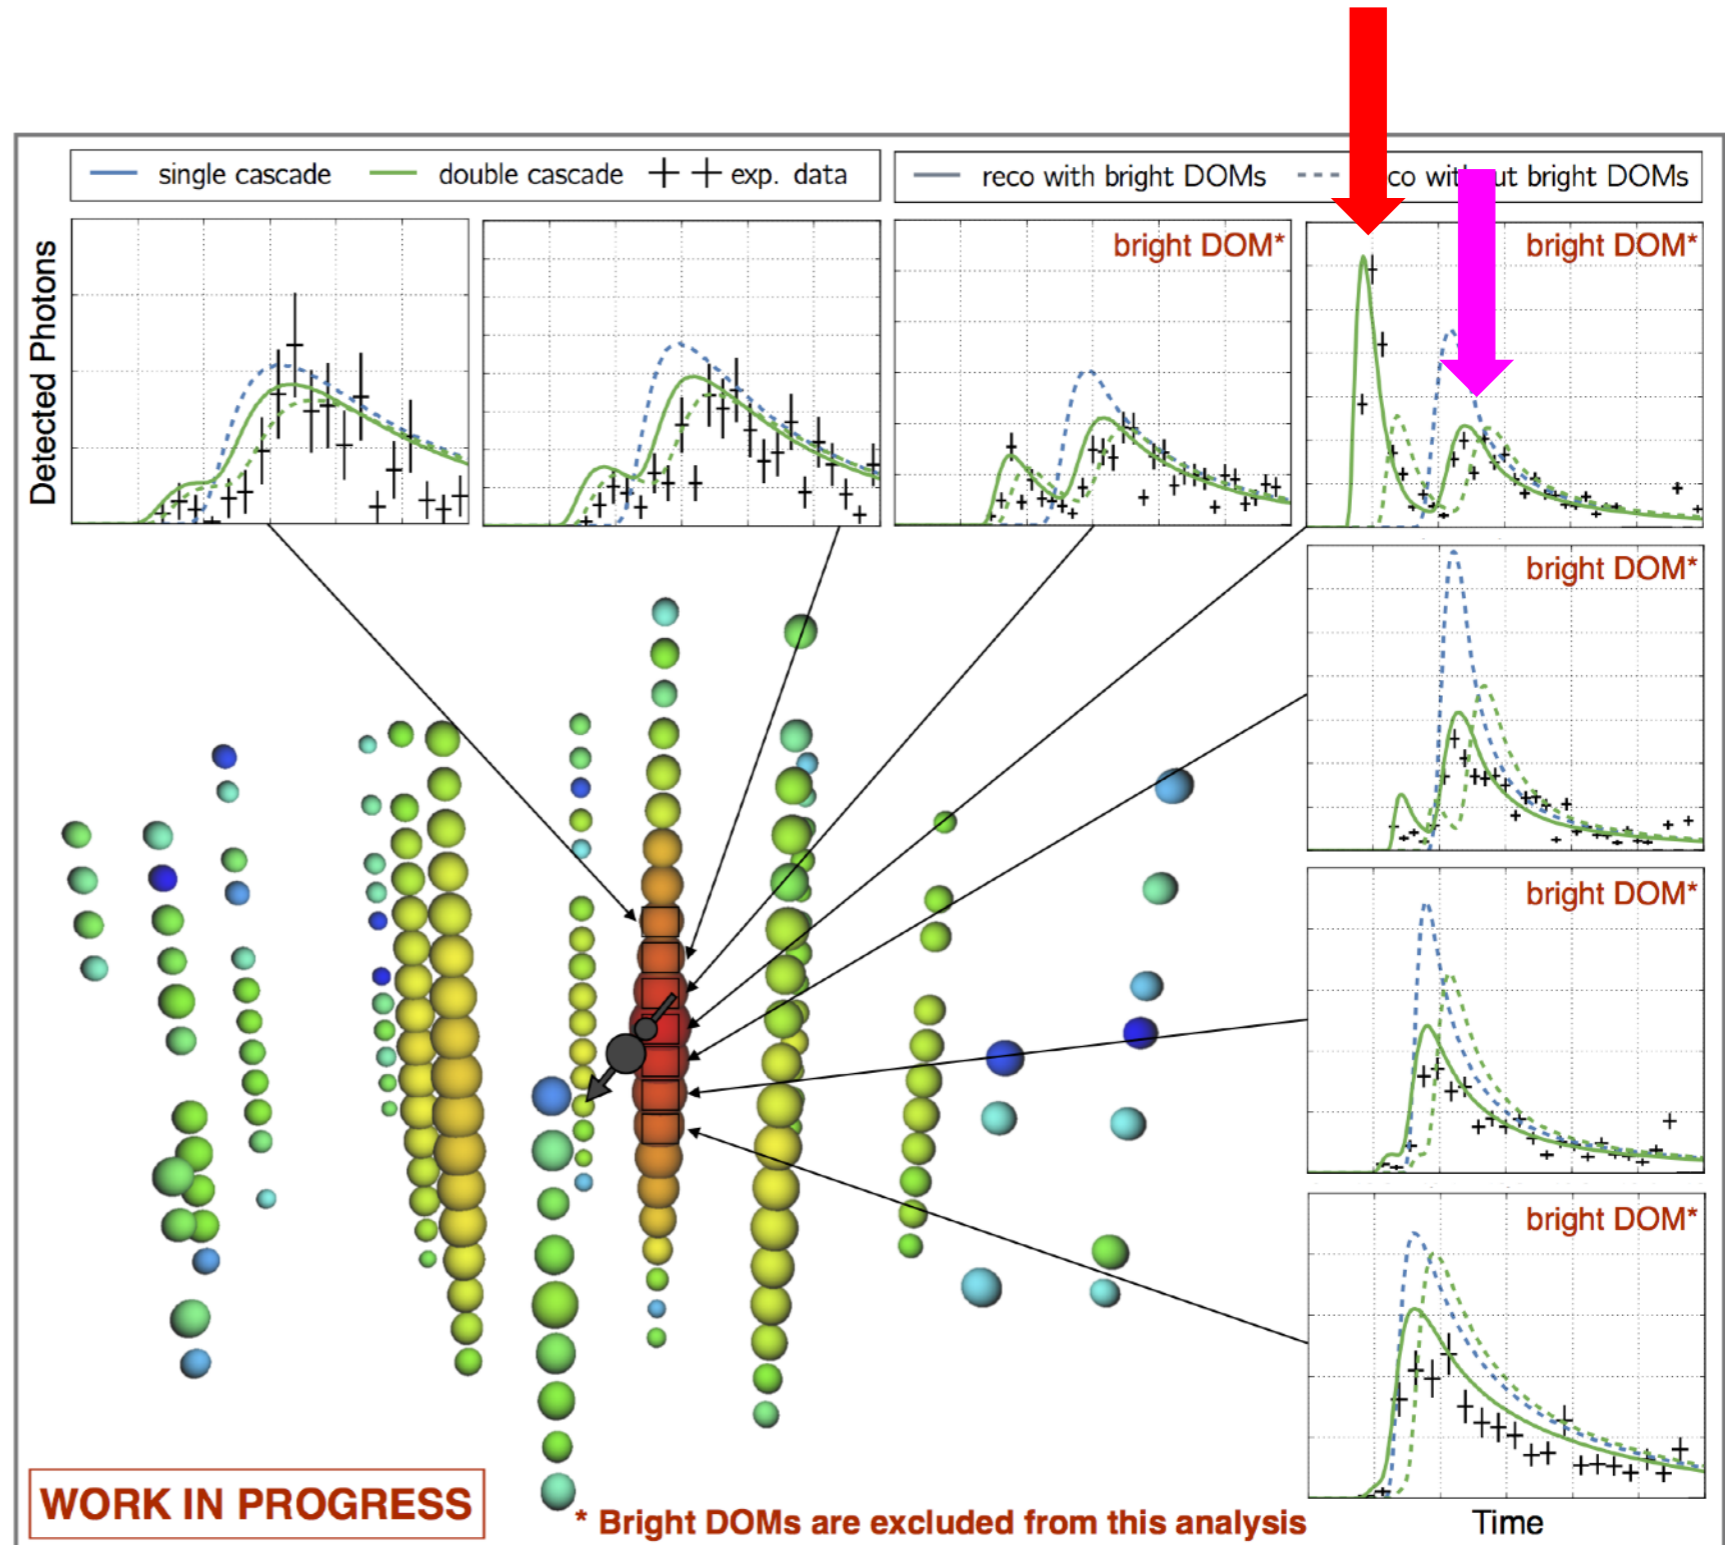 single cascade double cascade exp. data
reco with bright DOMs co wit ut bright DOMs
Detected Photons
bright DOM*
bright DOM*
bright DOM*
bright DOM*
bright DOM*
WORK IN PROGRESS
* Bright DOMs are excluded from this analysis
Time